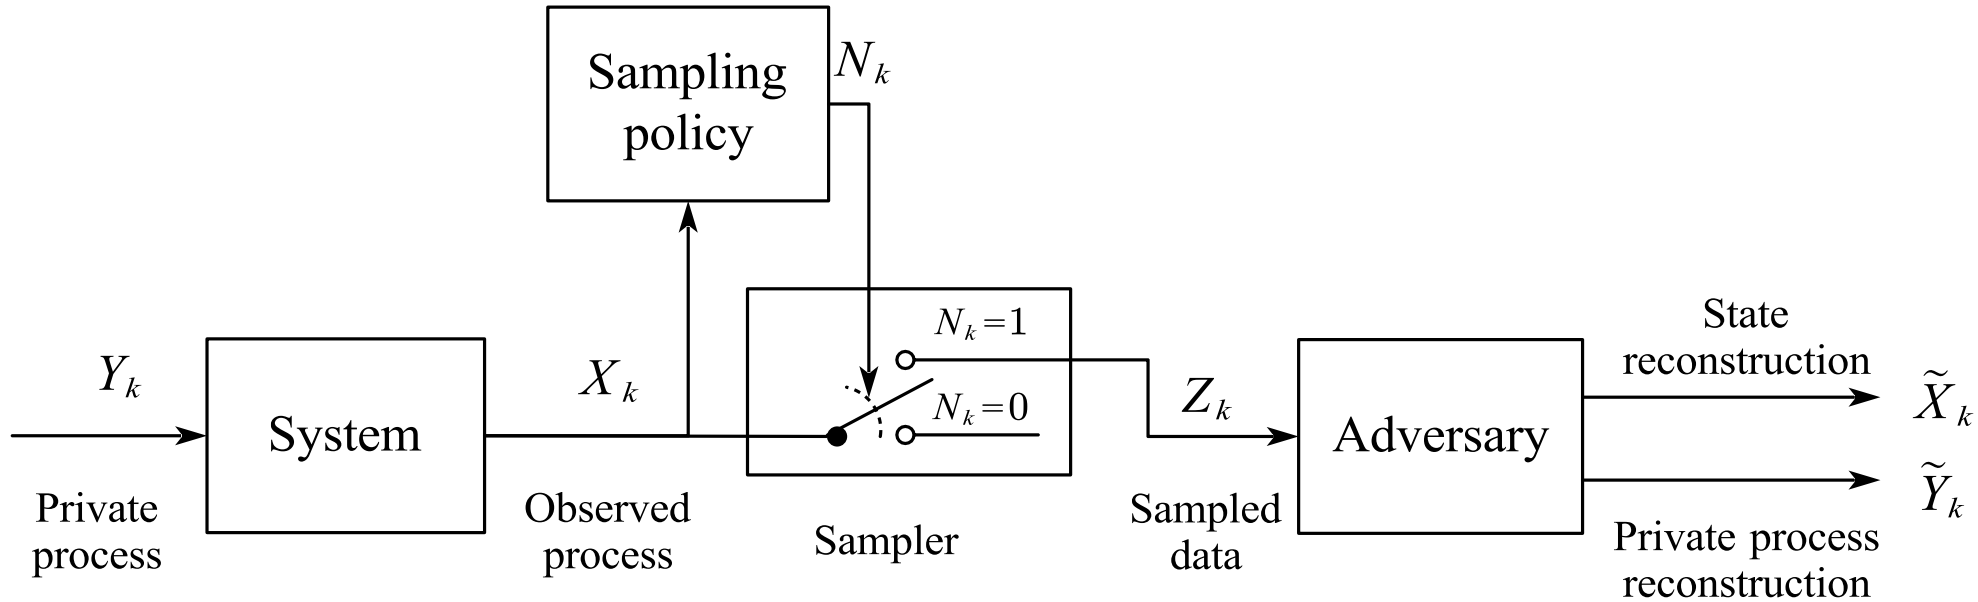 Sampling
policy
N_k
N_k=1
N_k=0
Y_k
Private
process
System
X_k
Observed
process
Sampler
Z_k
Sampled
data
Adversary
State
reconstruction
X̃_k
Ỹ_k
Private process
reconstruction